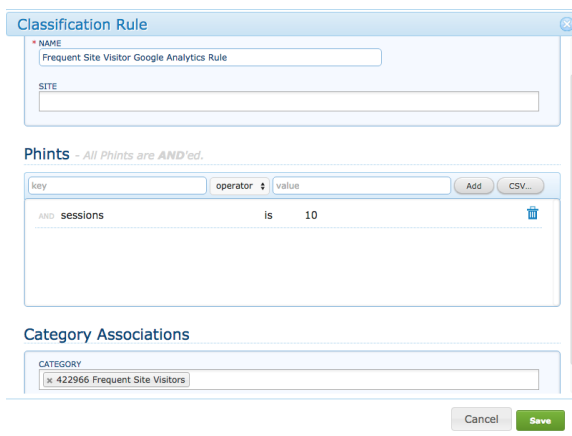 Classification Rule
* NAME
Frequent Site Visitor Google Analytics Rule
SITE
Phints - All Phints are AND'ed.
key operator value Add CSV...
AND sessions is 10
Category Associations
CATEGORY
x 422966 Frequent Site Visitors
Cancel Save